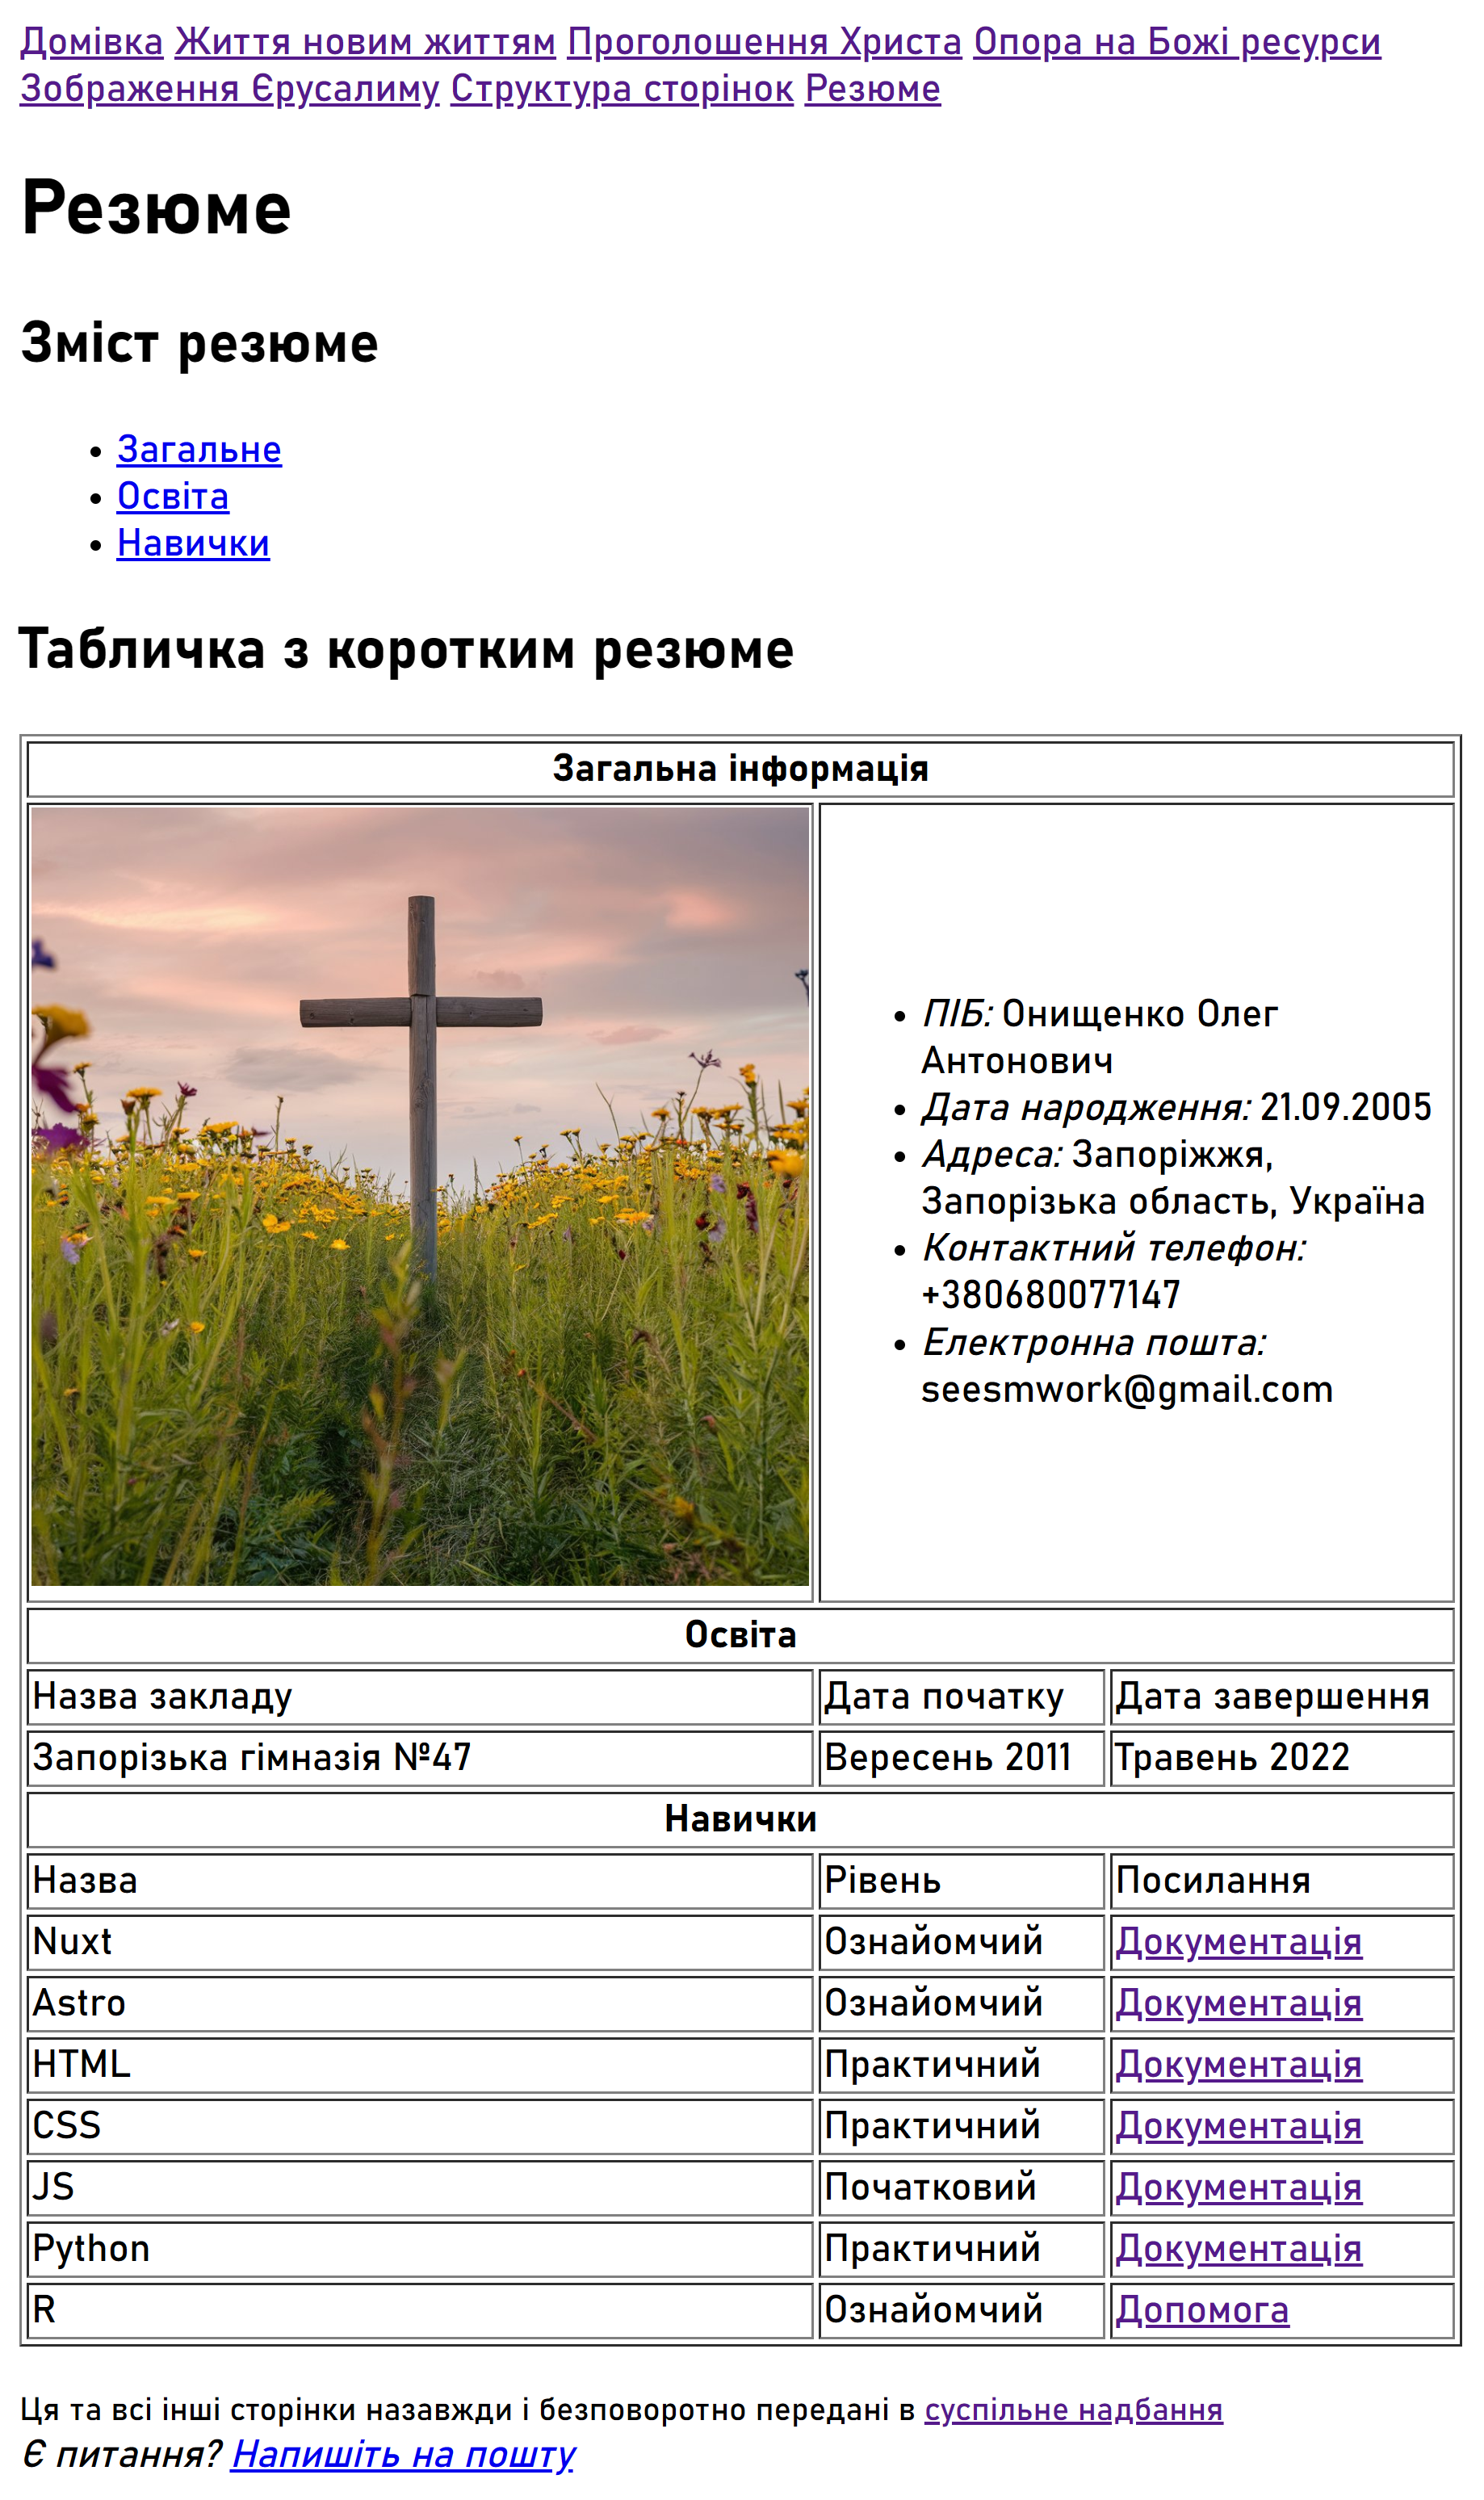 Домівка Життя новим життям Проголошення Христа Опора на Божі ресурси
Зображення Єрусалиму Структура сторінок Резюме
Резюме
Зміст резюме
Загальне
Освіта
Навички
Табличка з коротким резюме
Загальна інформація
ПІБ: Онищенко Олег
Антонович
Дата народження: 21.09.2005
Адреса: Запоріжжя,
Запорізька область, Україна
Контактний телефон:
+380680077147
Електронна пошта:
seesmwork@gmail.com
Освіта
Назва закладу Дата початку Дата завершення
Запорізька гімназія №47 Вересень 2011 Травень 2022
Навички
Назва Рівень Посилання
Nuxt Ознайомчий Документація
Astro Ознайомчий Документація
HTML Практичний Документація
CSS Практичний Документація
JS Початковий Документація
Python Практичний Документація
R Ознайомчий Допомога
Ця та всі інші сторінки назавжди і безповоротно передані в суспільне надбання
Є питання? Напишіть на пошту